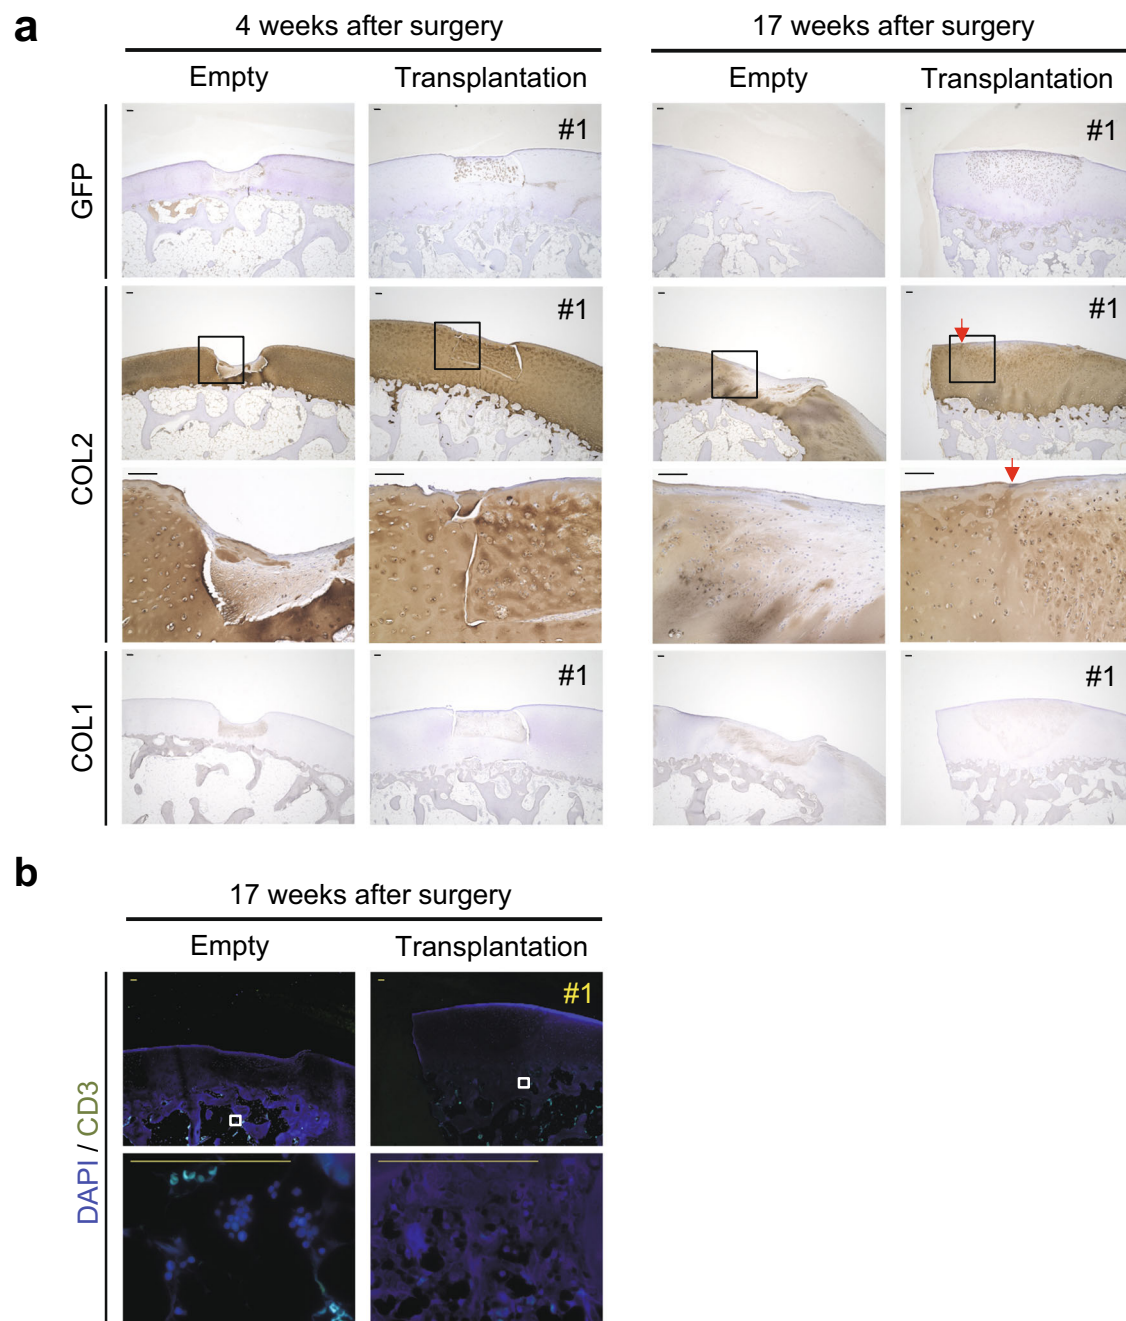 a
4 weeks after surgery
17 weeks after surgery
Empty
Transplantation
Empty
Transplantation
GFP
#1
#1
COL2
#1
#1
COL1
#1
#1
b
17 weeks after surgery
Empty
Transplantation
DAPI / CD3
#1